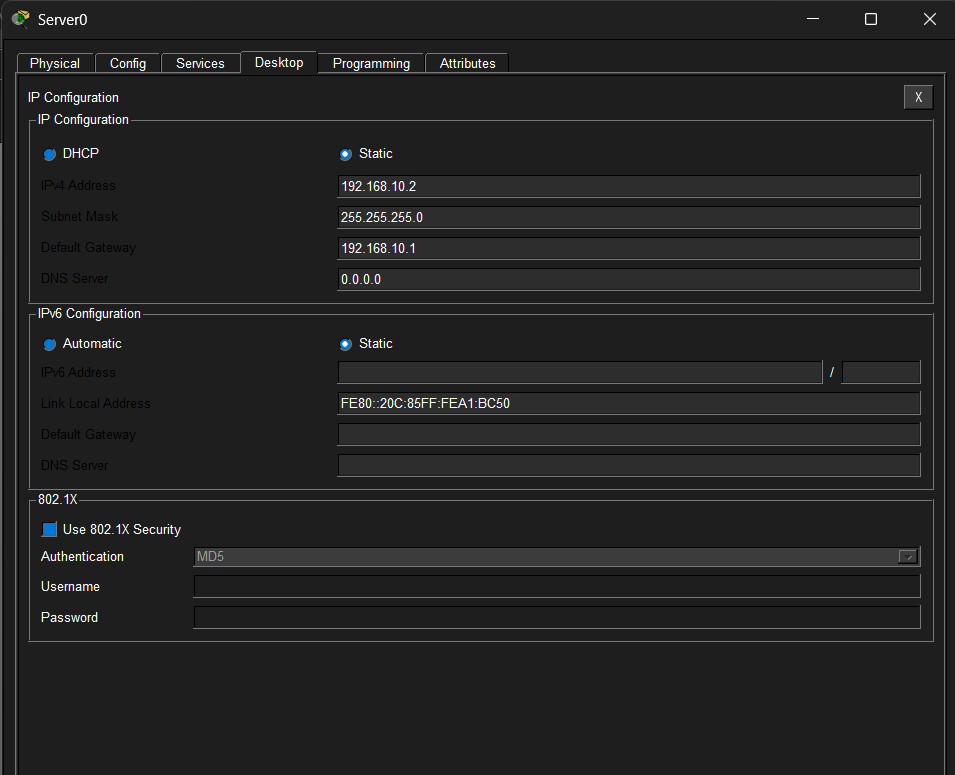 Server0
Physical Config Services Desktop Programming Attributes
IP Configuration
X
IP Configuration
DHCP Static
IPv4 Address 192.168.10.2
Subnet Mask 255.255.255.0
Default Gateway 192.168.10.1
DNS Server 0.0.0.0
IPv6 Configuration
Automatic Static
IPv6 Address /
Link Local Address FE80::20C:85FF:FEA1:BC50
Default Gateway
DNS Server
802.1X
Use 802.1X Security
Authentication MD5
Username
Password